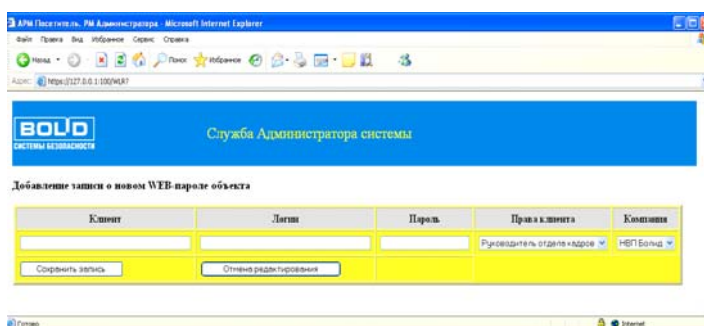 АРМ Посетитель. РМ Администратора - Microsoft Internet Explorer
Файл Правка Вид Избранное Сервис Справка
Назад Поиск Избранное
Адрес: https://127.0.0.1:100/WLR?
BOLID
СИСТЕМЫ БЕЗОПАСНОСТИ
Служба Администратора системы
Добавление записи о новом WEB-пароле объекта
Клиент Логин Пароль Права клиента Компания
Руководитель отдела кадров НВП Болид
Сохранить запись Отмена редактирования
Готово Internet